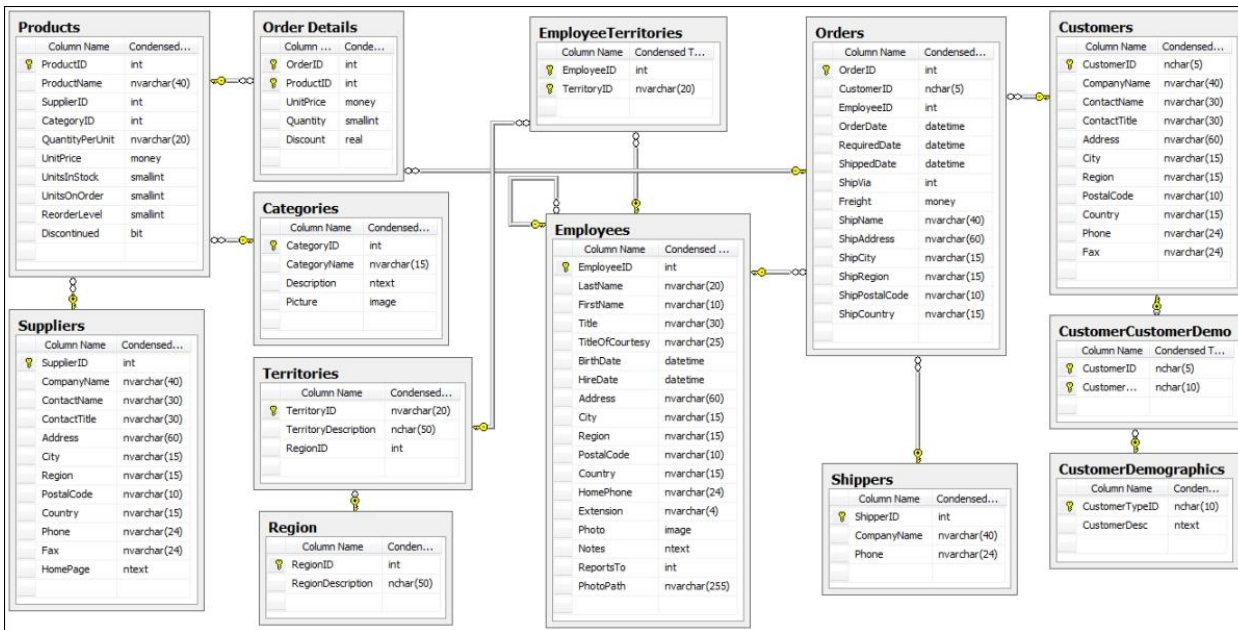 Products
Column Name Condensed...
ProductID int
ProductName nvarchar(40)
SupplierID int
CategoryID int
QuantityPerUnit nvarchar(20)
UnitPrice money
UnitsInStock smallint
UnitsOnOrder smallint
ReorderLevel smallint
Discontinued bit
Order Details
Column ... Conde...
OrderID int
ProductID int
UnitPrice money
Quantity smallint
Discount real
EmployeeTerritories
Column Name Condensed T...
EmployeeID int
TerritoryID nvarchar(20)
Orders
Column Name Condensed...
OrderID int
CustomerID nchar(5)
EmployeeID int
OrderDate datetime
RequiredDate datetime
ShippedDate datetime
ShipVia int
Freight money
ShipName nvarchar(40)
ShipAddress nvarchar(60)
ShipCity nvarchar(15)
ShipRegion nvarchar(15)
ShipPostalCode nvarchar(10)
ShipCountry nvarchar(15)
Customers
Column Name Condensed...
CustomerID nchar(5)
CompanyName nvarchar(40)
ContactName nvarchar(30)
ContactTitle nvarchar(30)
Address nvarchar(60)
City nvarchar(15)
Region nvarchar(15)
PostalCode nvarchar(10)
Country nvarchar(15)
Phone nvarchar(24)
Fax nvarchar(24)
Categories
Column Name Condensed...
CategoryID int
CategoryName nvarchar(15)
Description ntext
Picture image
Employees
Column Name Condensed ...
EmployeeID int
LastName nvarchar(20)
FirstName nvarchar(10)
Title nvarchar(30)
TitleOfCourtesy nvarchar(25)
BirthDate datetime
HireDate datetime
Address nvarchar(60)
City nvarchar(15)
Region nvarchar(15)
PostalCode nvarchar(10)
Country nvarchar(15)
HomePhone nvarchar(24)
Extension nvarchar(4)
Photo image
Notes ntext
ReportsTo int
PhotoPath nvarchar(255)
Suppliers
Column Name Condensed...
SupplierID int
CompanyName nvarchar(40)
ContactName nvarchar(30)
ContactTitle nvarchar(30)
Address nvarchar(60)
City nvarchar(15)
Region nvarchar(15)
PostalCode nvarchar(10)
Country nvarchar(15)
Phone nvarchar(24)
Fax nvarchar(24)
HomePage ntext
Territories
Column Name Condensed...
TerritoryID nvarchar(20)
TerritoryDescription nchar(50)
RegionID int
Region
Column Name Conden...
RegionID int
RegionDescription nchar(50)
Shippers
Column Name Condensed...
ShipperID int
CompanyName nvarchar(40)
Phone nvarchar(24)
CustomerCustomerDemo
Column Name Condensed T...
CustomerID nchar(5)
Customer... nchar(10)
CustomerDemographics
Column Name Conden...
CustomerTypeID nchar(10)
CustomerDesc ntext